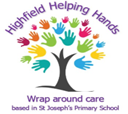 Highfield Helping Hands
Wrap around care
based in St Joseph's Primary School